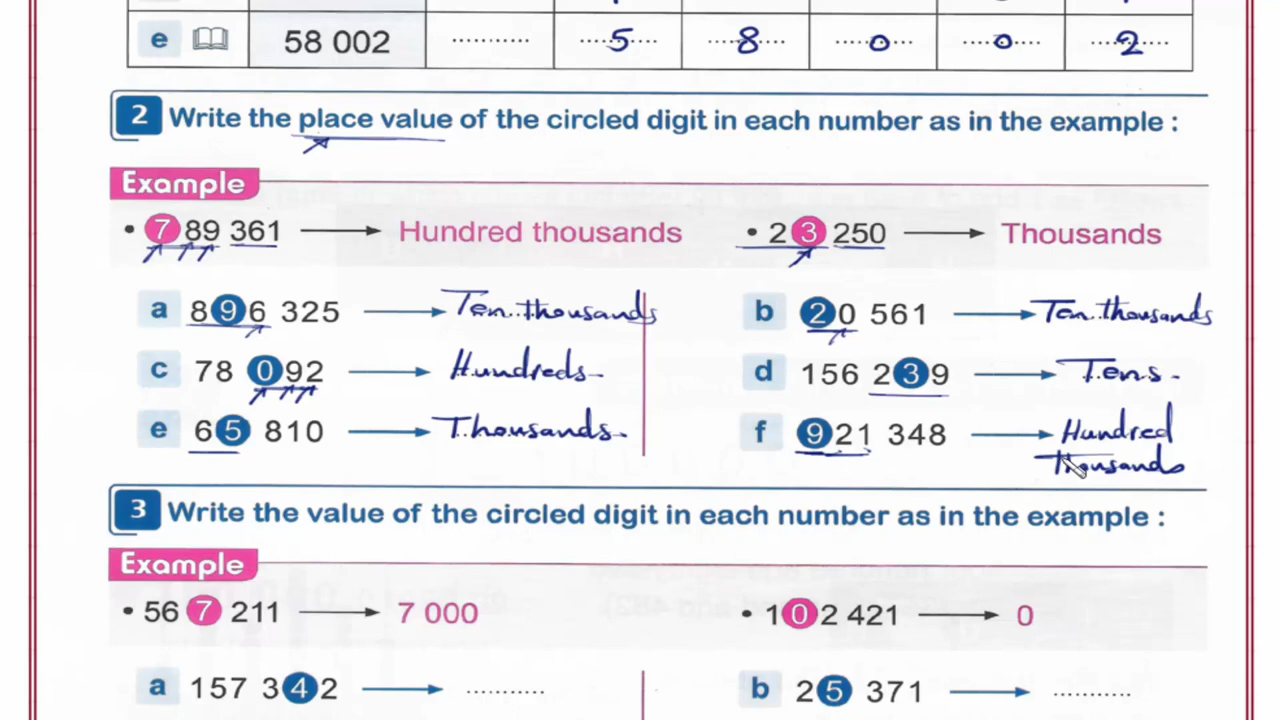 e 58 002 .......... 5 8 0 0 2
2 Write the place value of the circled digit in each number as in the example :
Example
• 789 361 → Hundred thousands • 23 250 → Thousands
a 896 325 → Ten thousands b 20 561 → Ten thousands
c 78 092 → Hundreds. d 156 239 → Tens.
e 65 810 → Thousands. f 921 348 → Hundred
thousands
3 Write the value of the circled digit in each number as in the example :
Example
• 56 7 211 → 7 000 • 102 421 → 0
a 157 342 → .......... b 25 371 → ..........